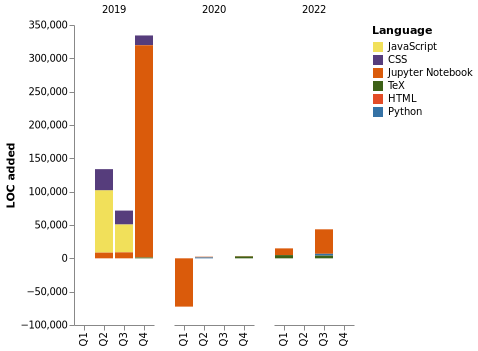 2019 2020 2022
LOC added
350,000
300,000
250,000
200,000
150,000
100,000
50,000
0
−50,000
−100,000
Q1 Q2 Q3 Q4 Q1 Q2 Q3 Q4 Q1 Q2 Q3 Q4
Language
JavaScript
CSS
Jupyter Notebook
TeX
HTML
Python